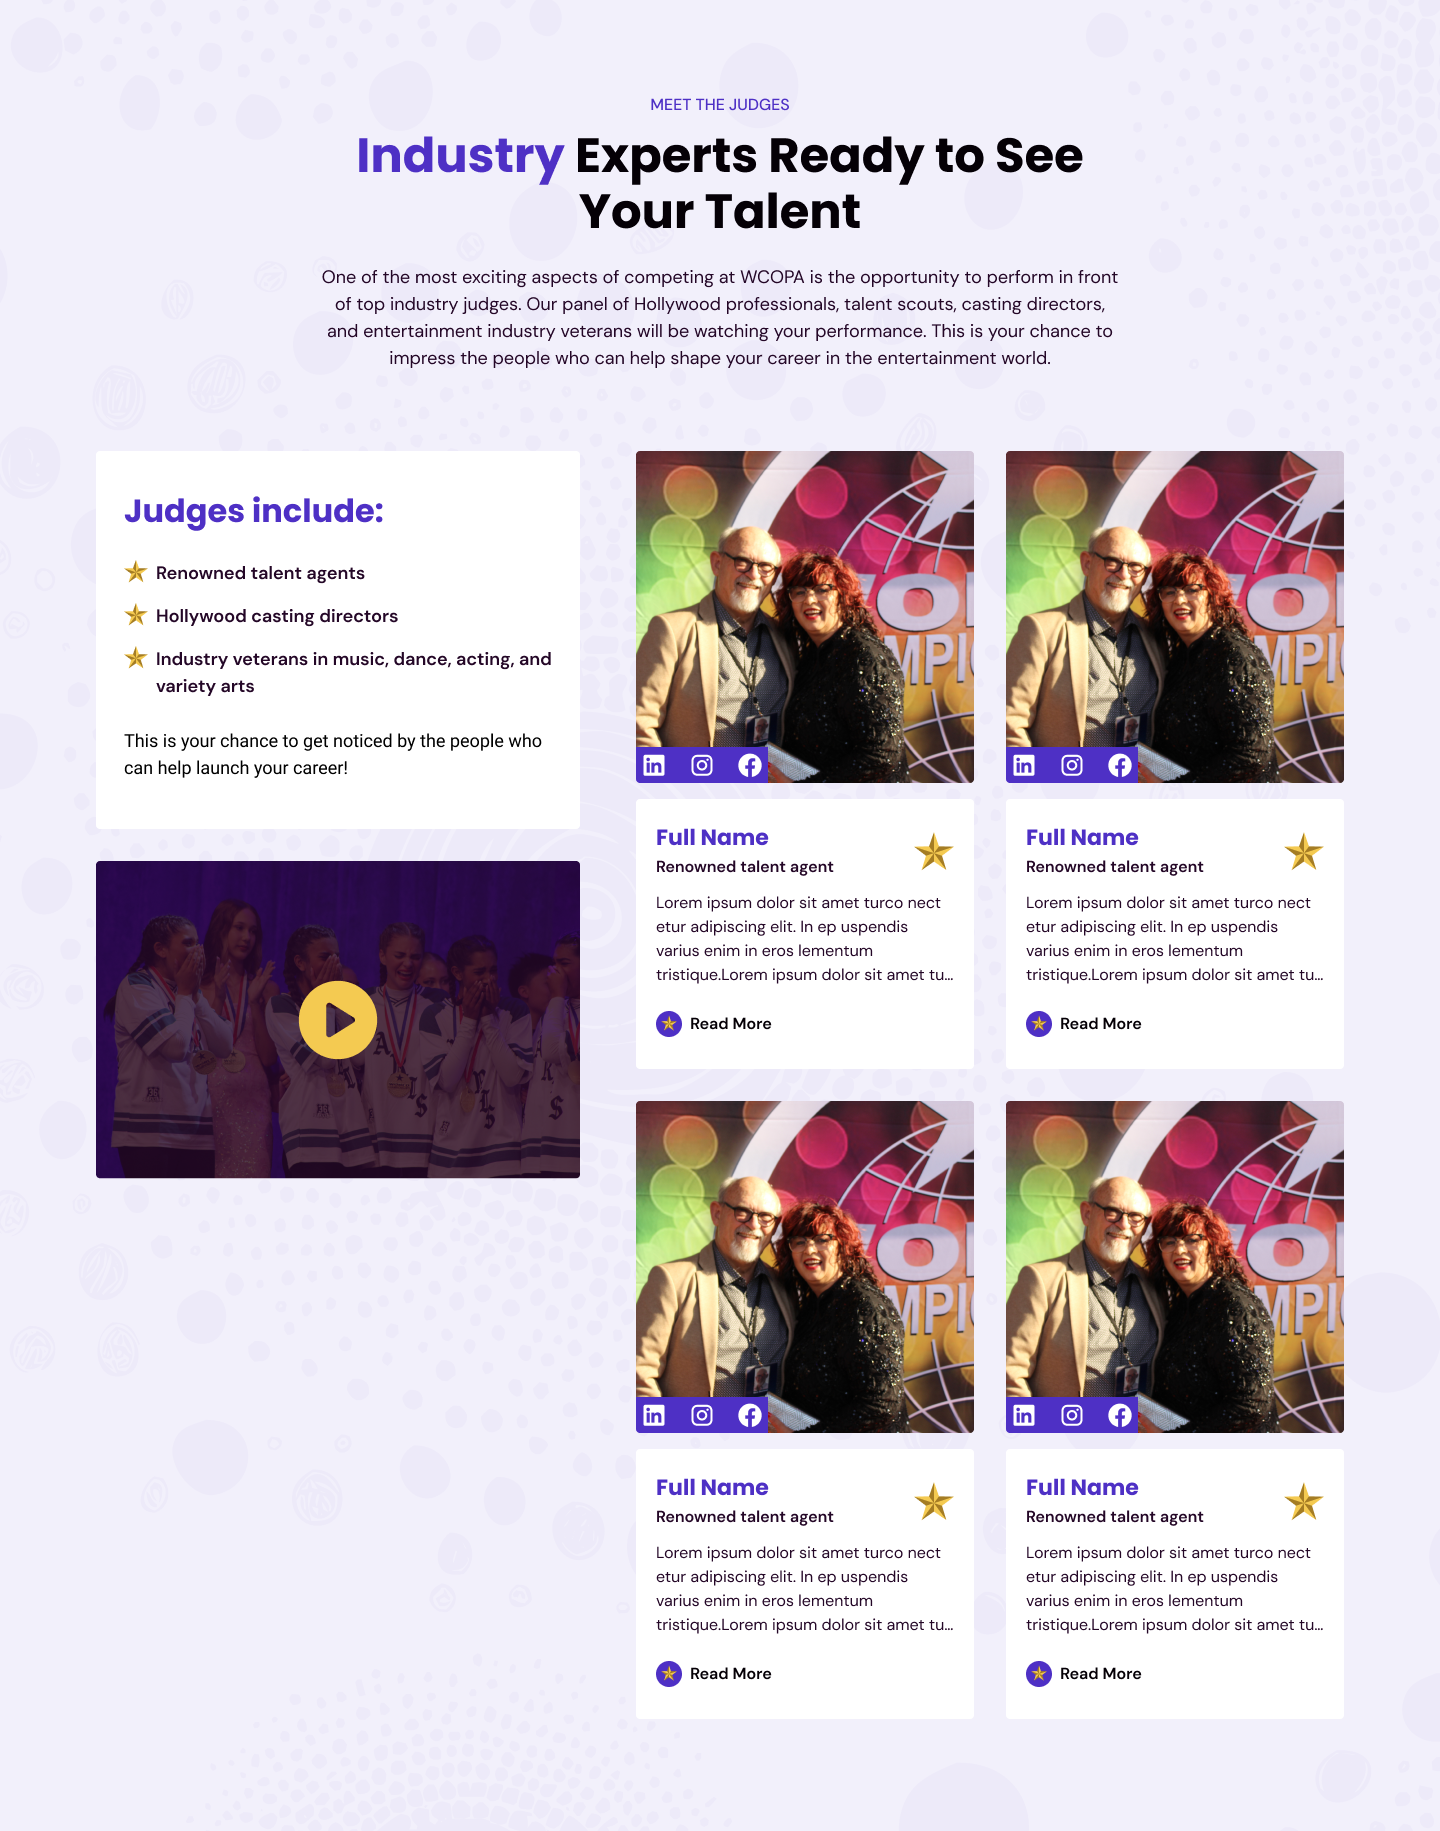 MEET THE JUDGES
Industry Experts Ready to See
Your Talent
One of the most exciting aspects of competing at WCOPA is the opportunity to perform in front
of top industry judges. Our panel of Hollywood professionals, talent scouts, casting directors,
and entertainment industry veterans will be watching your performance. This is your chance to
impress the people who can help shape your career in the entertainment world.
Judges include:
Renowned talent agents
Hollywood casting directors
Industry veterans in music, dance, acting, and
variety arts
This is your chance to get noticed by the people who
can help launch your career!
VOR
MPIC
in
Full Name
Renowned talent agent
Lorem ipsum dolor sit amet turco nect
etur adipiscing elit. In ep uspendis
varius enim in eros lementum
tristique.Lorem ipsum dolor sit amet tu...
Read More
VOR
MPIC
in
Full Name
Renowned talent agent
Lorem ipsum dolor sit amet turco nect
etur adipiscing elit. In ep uspendis
varius enim in eros lementum
tristique.Lorem ipsum dolor sit amet tu...
Read More
VOR
MPIC
in
Full Name
Renowned talent agent
Lorem ipsum dolor sit amet turco nect
etur adipiscing elit. In ep uspendis
varius enim in eros lementum
tristique.Lorem ipsum dolor sit amet tu...
Read More
VOR
MPIC
in
Full Name
Renowned talent agent
Lorem ipsum dolor sit amet turco nect
etur adipiscing elit. In ep uspendis
varius enim in eros lementum
tristique.Lorem ipsum dolor sit amet tu...
Read More